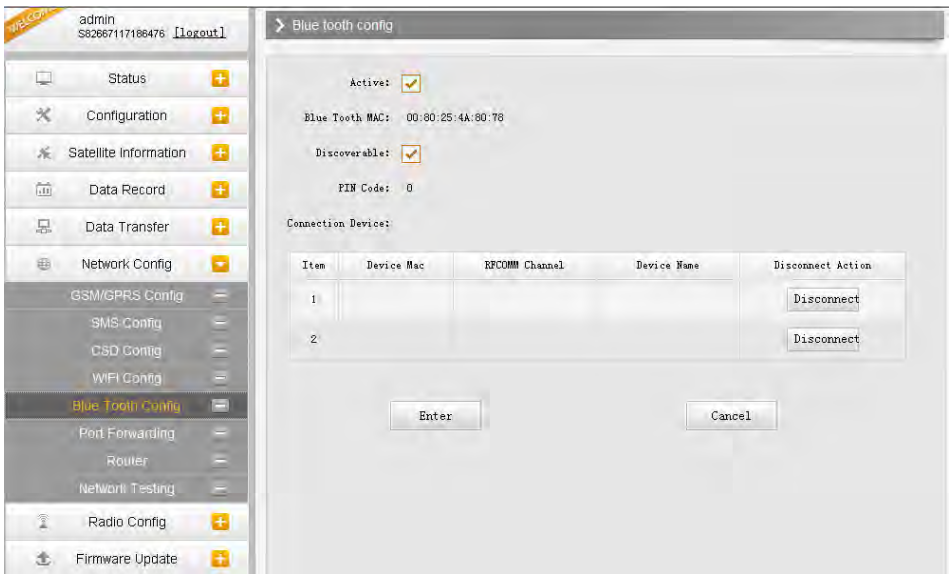 WELCOME
admin
S82667117186476 [logout]
Status
Configuration
Satellite Information
Data Record
Data Transfer
Network Config
GSM/GPRS Config
SMS Config
CSD Config
WIFI Config
Blue Tooth Config
Port Forwarding
Router
Network Testing
Radio Config
Firmware Update
Blue tooth config
Active:
Blue Tooth MAC: 00:80:25:4A:80:78
Discoverable:
PIN Code: 0
Connection Device:
Item Device Mac RFCOMM Channel Device Name Disconnect Action
1 Disconnect
2 Disconnect
Enter Cancel